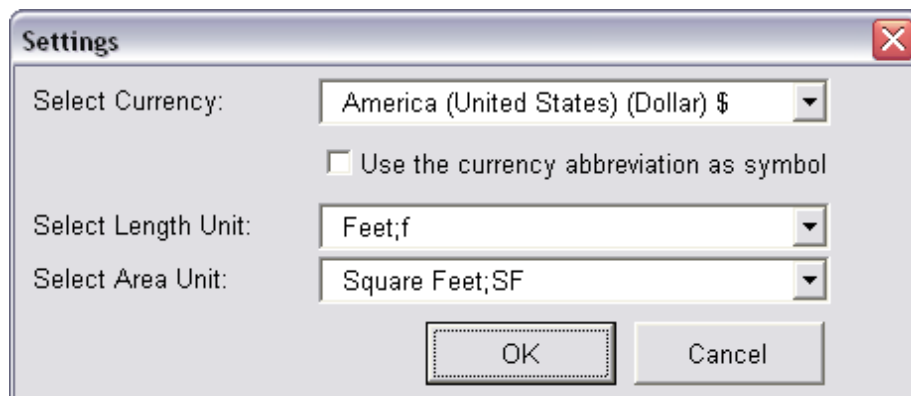 Settings
Select Currency: America (United States) (Dollar) $
Use the currency abbreviation as symbol
Select Length Unit: Feet;f
Select Area Unit: Square Feet;SF
OK Cancel